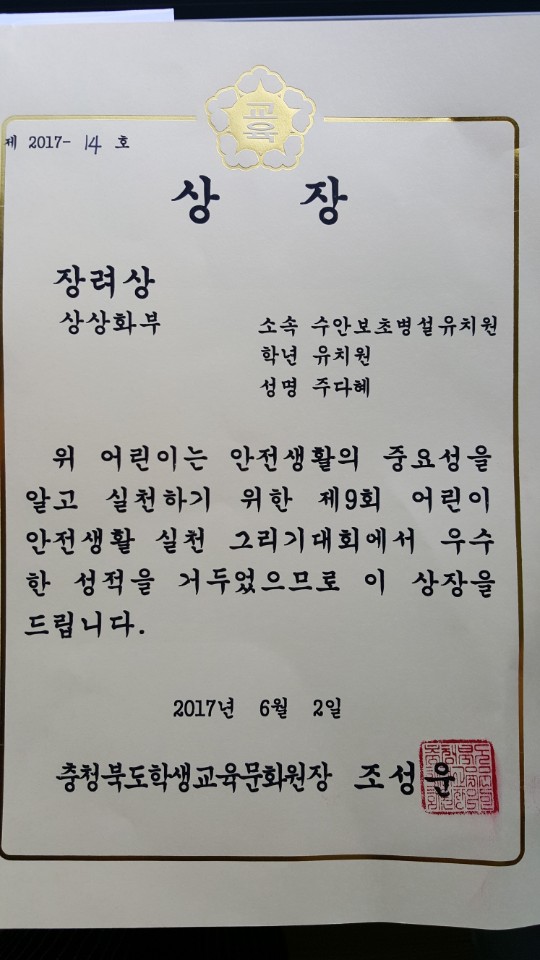 교육
제 2017- 14 호
상 장
장려상
상상화부
소속 수안보초병설유치원
학년 유치원
성명 주다혜
위 어린이는 안전생활의 중요성을
알고 실천하기 위한 제9회 어린이
안전생활 실천 그리기대회에서 우수
한 성적을 거두었으므로 이 상장을
드립니다.
2017년 6월 2일
충청북도학생교육문화원장 조성윤